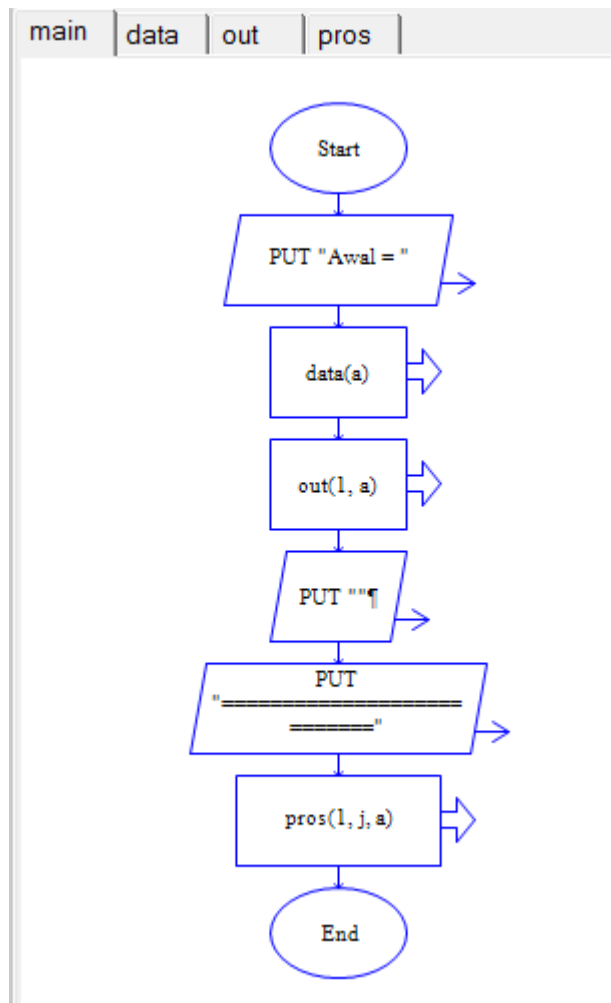 main data out pros
Start
PUT "Awal = "
data(a)
out(1, a)
PUT ""¶
PUT
"====================
======="
pros(1, j, a)
End